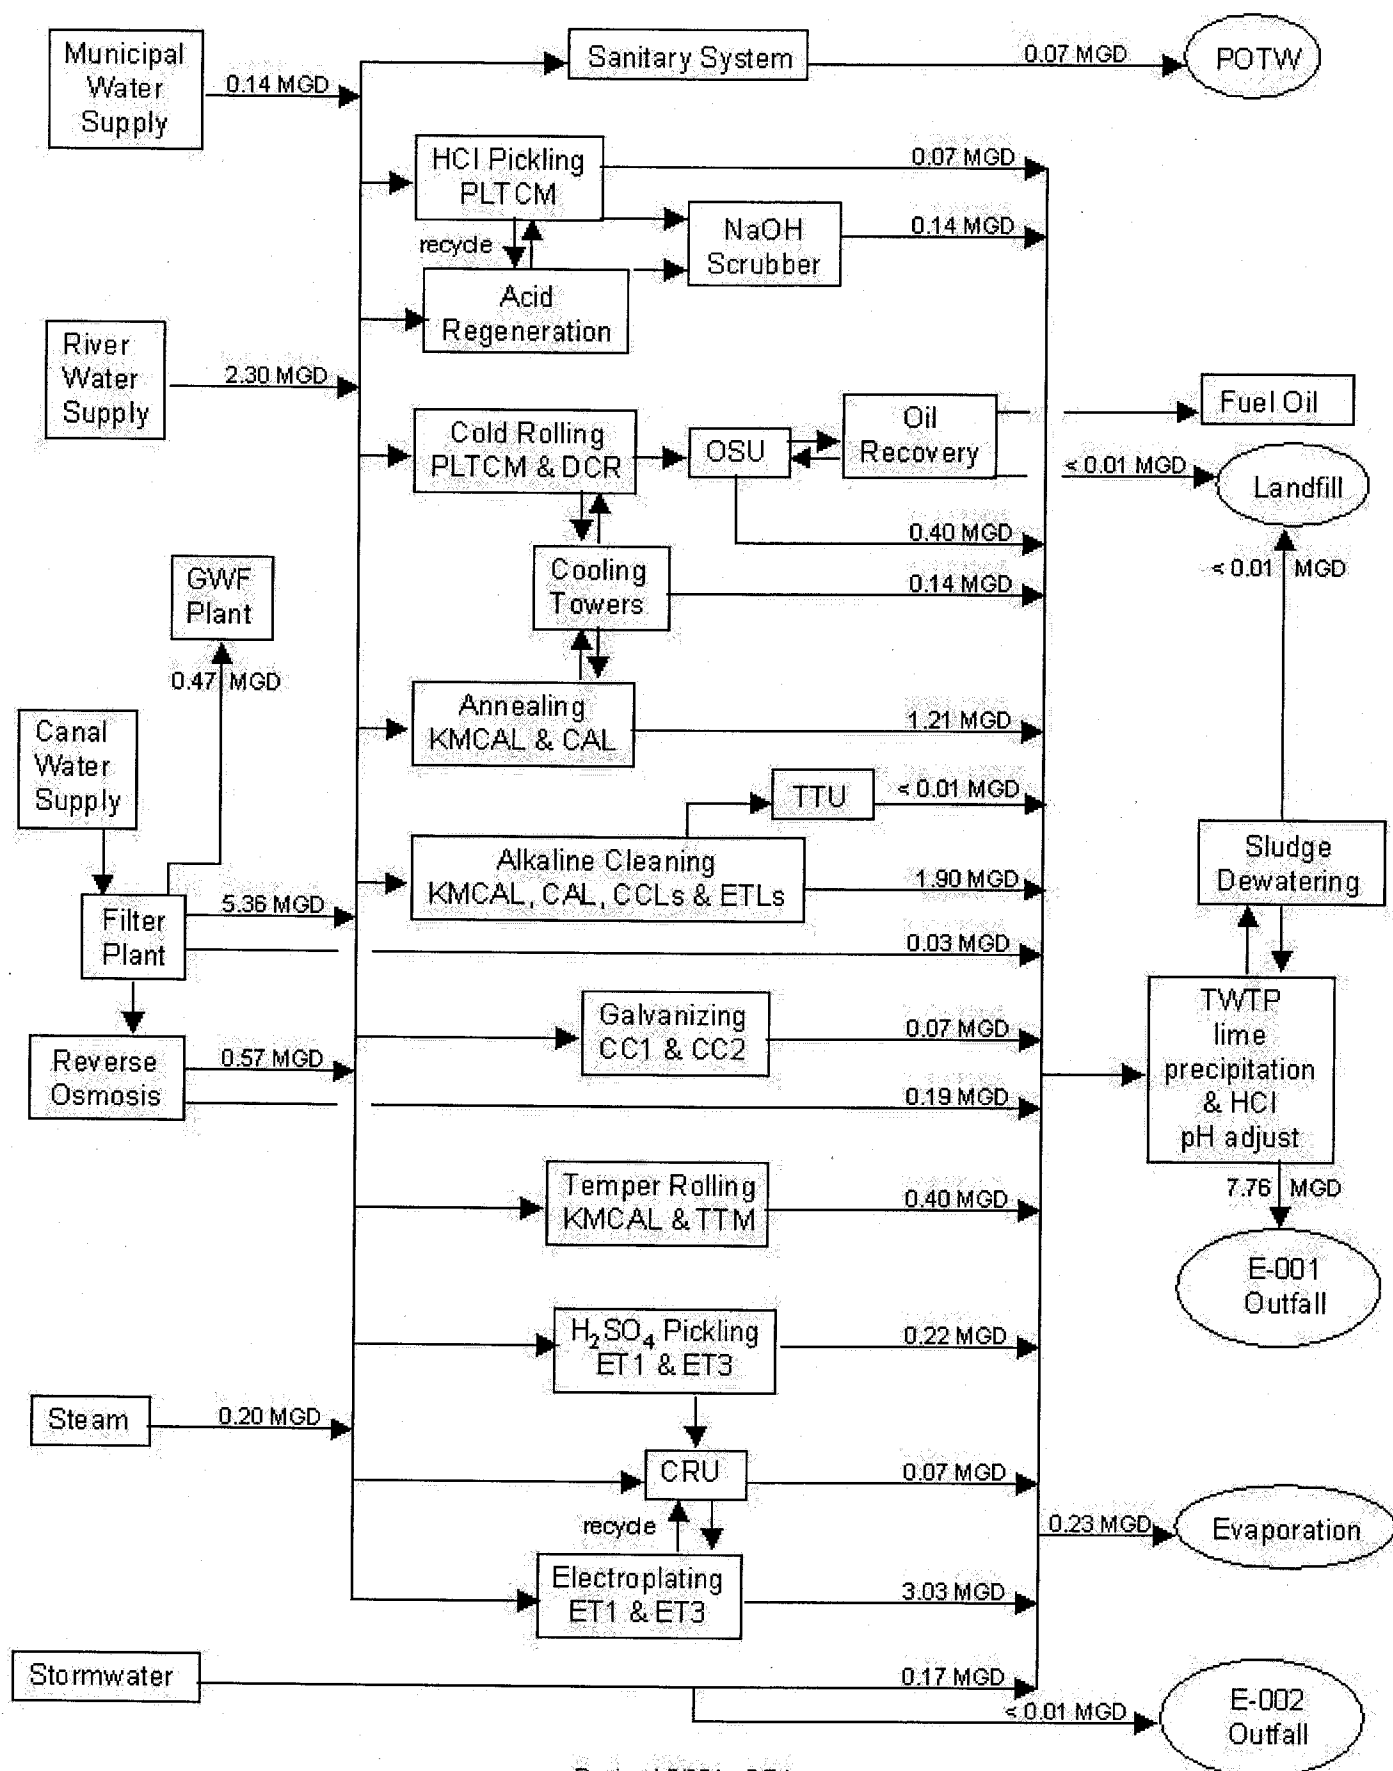 Municipal
Water
Supply
0.14 MGD
Sanitary System
0.07 MGD
POTW
HCl Pickling
PLTCM
0.07 MGD
recycle
NaOH
Scrubber
0.14 MGD
Acid
Regeneration
River
Water
Supply
2.30 MGD
Cold Rolling
PLTCM & DCR
OSU
Oil
Recovery
Fuel Oil
< 0.01 MGD
Landfill
0.40 MGD
< 0.01 MGD
GWF
Plant
Cooling
Towers
0.14 MGD
0.47 MGD
Annealing
KMCAL & CAL
1.21 MGD
Canal
Water
Supply
TTU
< 0.01 MGD
Alkaline Cleaning
KMCAL, CAL, CCLs & ETLs
1.90 MGD
Sludge
Dewatering
Filter
Plant
5.36 MGD
0.03 MGD
Galvanizing
CC1 & CC2
0.07 MGD
TWTP
lime
precipitation
& HCl
pH adjust
Reverse
Osmosis
0.57 MGD
0.19 MGD
Temper Rolling
KMCAL & TTM
0.40 MGD
7.76 MGD
E-001
Outfall
H₂SO₄ Pickling
ET1 & ET3
0.22 MGD
Steam
0.20 MGD
CRU
0.07 MGD
recycle
0.23 MGD
Evaporation
Electroplating
ET1 & ET3
3.03 MGD
Stormwater
0.17 MGD
< 0.01 MGD
E-002
Outfall